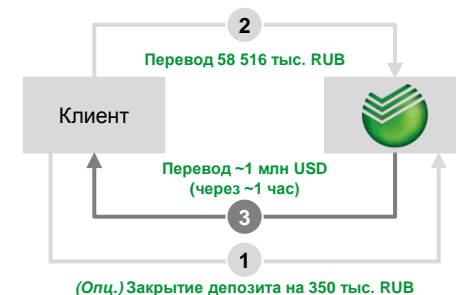 2
Перевод 58 516 тыс. RUB
Клиент
Перевод ~1 млн USD
(через ~1 час)
3
1
(Опц.) Закрытие депозита на 350 тыс. RUB